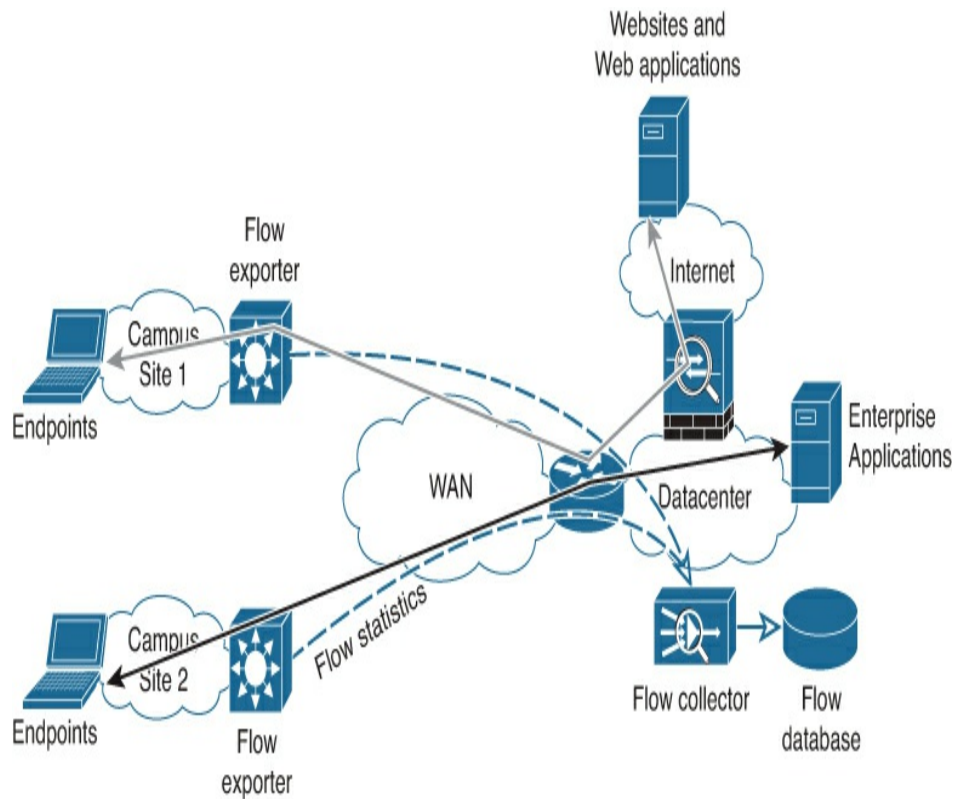 Websites and
Web applications
Flow
exporter
Internet
Campus
Site 1
Endpoints
Enterprise
Applications
WAN
Datacenter
Flow statistics
Campus
Site 2
Endpoints
Flow
exporter
Flow collector
Flow
database